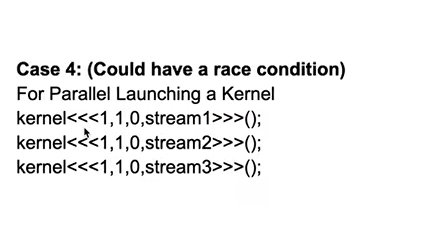 Case 4: (Could have a race condition)
For Parallel Launching a Kernel
kernel<<<1,1,0,stream1>>>();
kernel<<<1,1,0,stream2>>>();
kernel<<<1,1,0,stream3>>>();